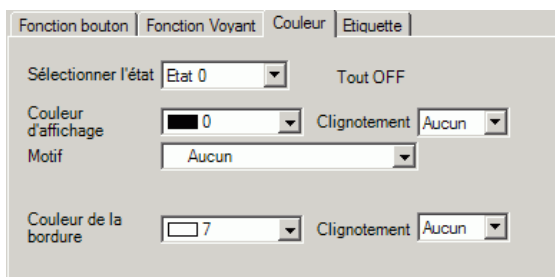 Fonction bouton Fonction Voyant Couleur Etiquette
Sélectionner l'état Etat 0 Tout OFF
Couleur d'affichage 0 Clignotement Aucun
Motif Aucun
Couleur de la bordure 7 Clignotement Aucun